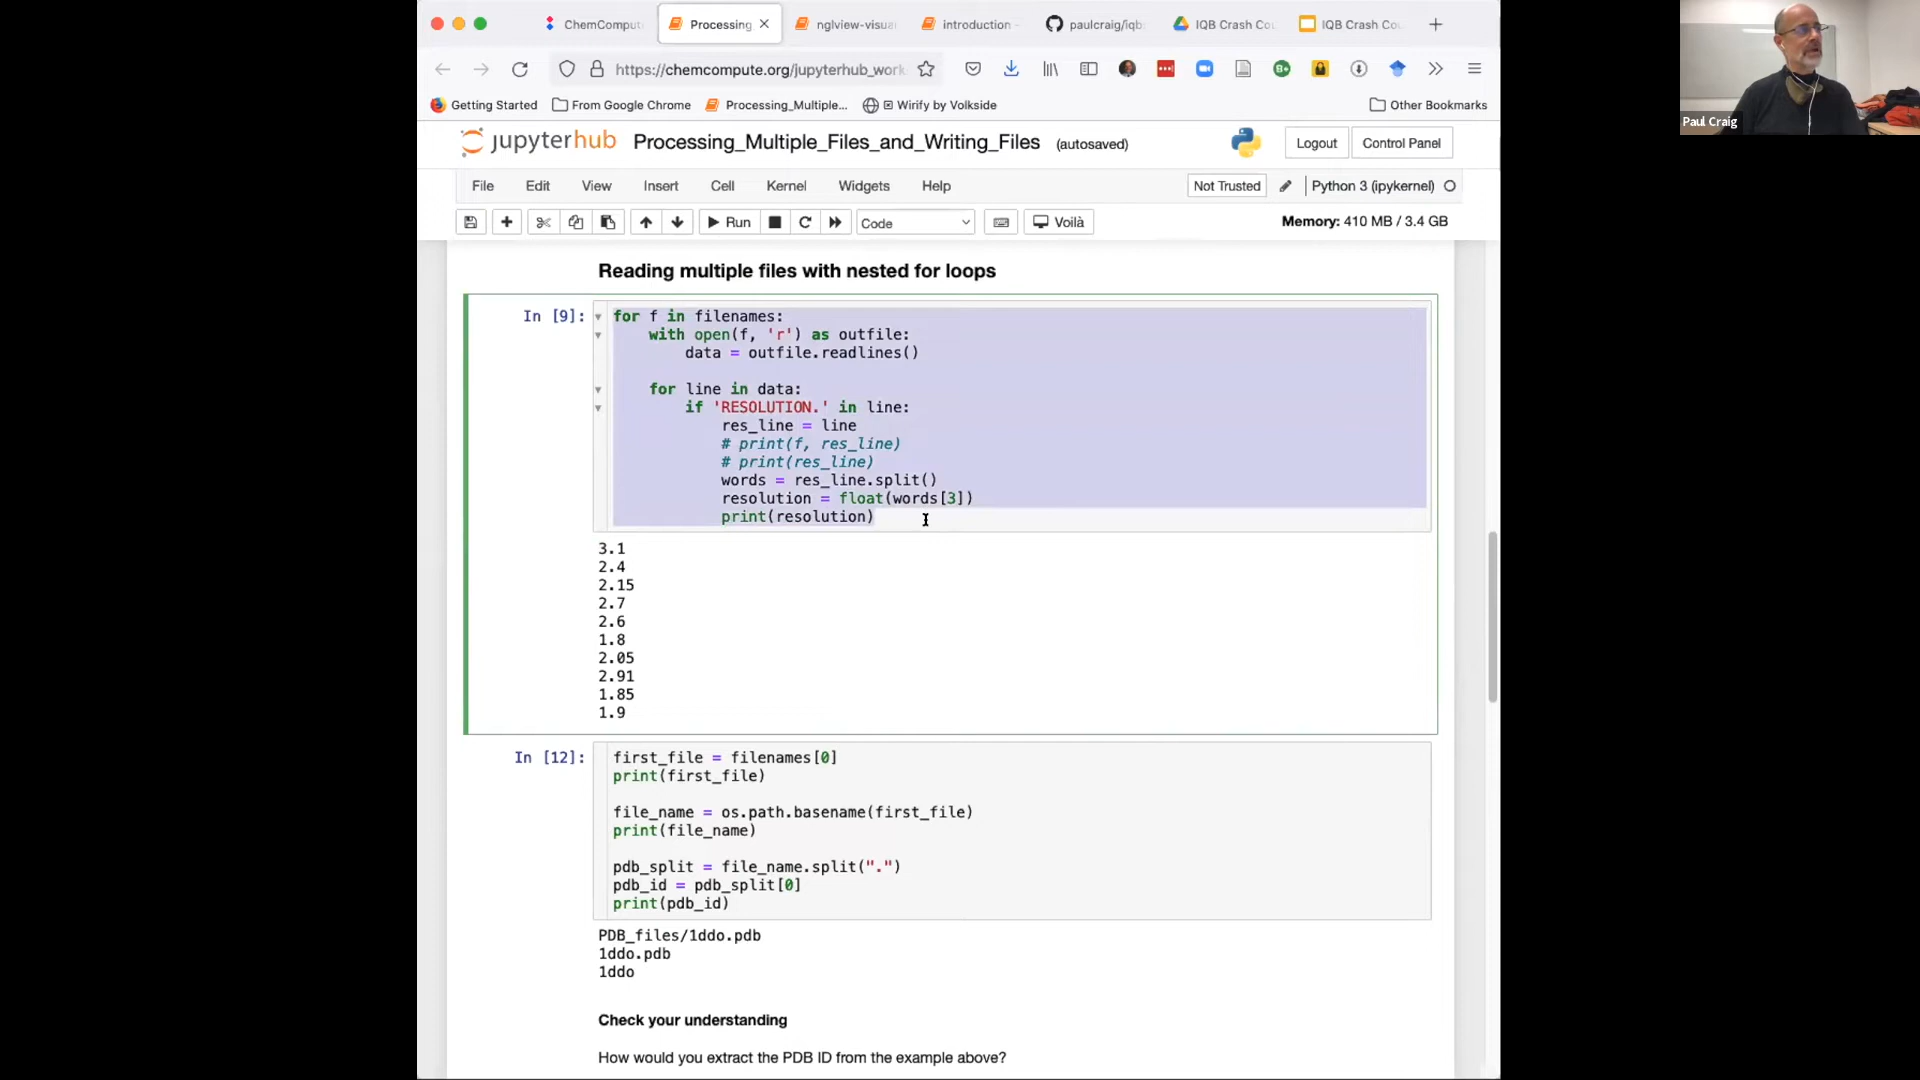 ChemCompu
Processing
nglview-visua
introduction -
paulcraig/iqb
IQB Crash Cou
IQB Crash Cou
https://chemcompute.org/jupyterhub_work
Getting Started
From Google Chrome
Processing_Multiple...
Wirify by Volkside
Other Bookmarks
jupyterhub
Processing_Multiple_Files_and_Writing_Files
(autosaved)
Logout
Control Panel
File
Edit
View
Insert
Cell
Kernel
Widgets
Help
Not Trusted
Python 3 (ipykernel)
Run
Code
Voilà
Memory: 410 MB / 3.4 GB
Reading multiple files with nested for loops
In [9]:
for f in filenames:
    with open(f, 'r') as outfile:
        data = outfile.readlines()
    for line in data:
        if 'RESOLUTION.' in line:
            res_line = line
            # print(f, res_line)
            # print(res_line)
            words = res_line.split()
            resolution = float(words[3])
            print(resolution)
3.1
2.4
2.15
2.7
2.6
1.8
2.05
2.91
1.85
1.9
In [12]:
first_file = filenames[0]
print(first_file)
file_name = os.path.basename(first_file)
print(file_name)
pdb_split = file_name.split(".")
pdb_id = pdb_split[0]
print(pdb_id)
PDB_files/1ddo.pdb
1ddo.pdb
1ddo
Check your understanding
How would you extract the PDB ID from the example above?
Paul Craig